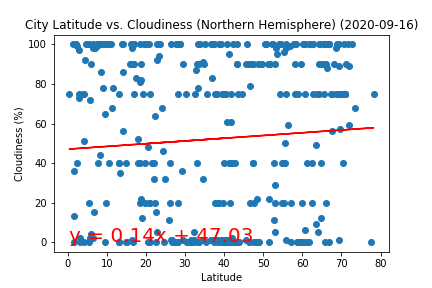 City Latitude vs. Cloudiness (Northern Hemisphere) (2020-09-16)
100
80
60
40
20
0
Cloudiness (%)
y = 0.14x + 47.03
0 10 20 30 40 50 60 70 80
Latitude